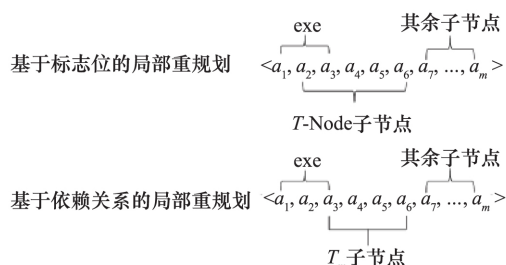 exe 其余子节点
基于标志位的局部重规划 <a₁, a₂, a₃, a₄, a₅, a₆, a₇, ..., aₘ>
T-Node子节点
exe 其余子节点
基于依赖关系的局部重规划 <a₁, a₂, a₃, a₄, a₅, a₆, a₇, ..., aₘ>
T_子节点